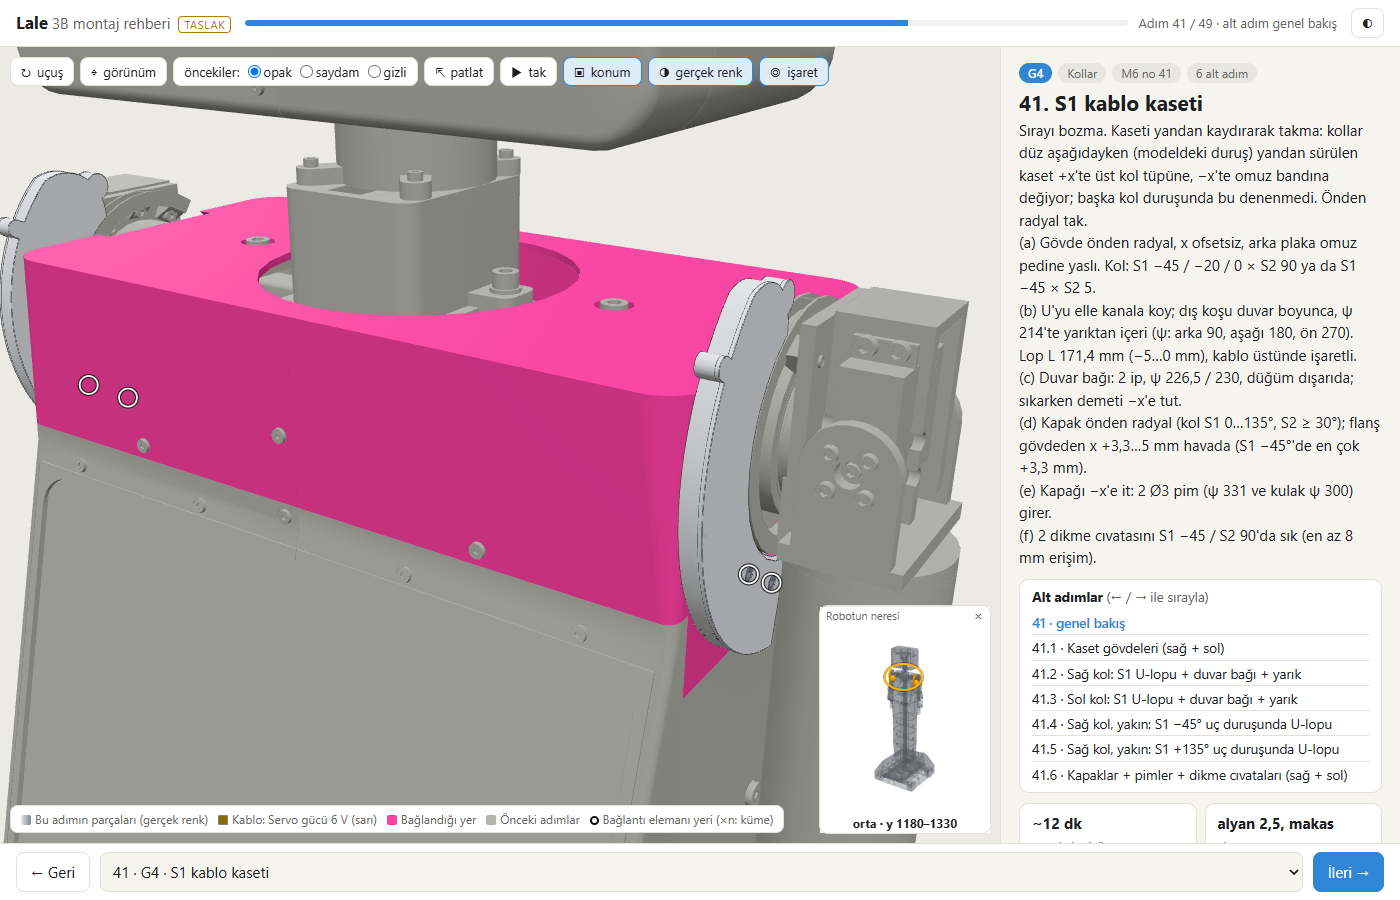 Lale 3B montaj rehberi TASLAK
Adım 41 / 49 · alt adım genel bakış
↻ uçuş
⌖ görünüm
öncekiler: opak saydam gizli
⇱ patlat
▶ tak
▣ konum
◑ gerçek renk
◎ işaret
G4 Kollar M6 no 41 6 alt adım
41. S1 kablo kaseti
Sırayı bozma. Kaseti yandan kaydırarak takma: kollar
düz aşağıdayken (modeldeki duruş) yandan sürülen
kaset +x'te üst kol tüpüne, −x'te omuz bandına
değiyor; başka kol duruşunda bu denenmedi. Önden
radyal tak.
(a) Gövde önden radyal, x ofsetsiz, arka plaka omuz
pedine yaslı. Kol: S1 −45 / −20 / 0 × S2 90 ya da S1
−45 × S2 5.
(b) U'yu elle kanala koy; dış koşu duvar boyunca, ψ
214'te yarıktan içeri (ψ: arka 90, aşağı 180, ön 270).
Lop L 171,4 mm (−5…0 mm), kablo üstünde işaretli.
(c) Duvar bağı: 2 ip, ψ 226,5 / 230, düğüm dışarıda;
sıkarken demeti −x'e tut.
(d) Kapak önden radyal (kol S1 0…135°, S2 ≥ 30°); flanş
gövdeden x +3,3…5 mm havada (S1 −45°'de en çok
+3,3 mm).
(e) Kapağı −x'e it: 2 Ø3 pim (ψ 331 ve kulak ψ 300)
girer.
(f) 2 dikme cıvatasını S1 −45 / S2 90'da sık (en az 8
mm erişim).
Alt adımlar (← / → ile sırayla)
41 · genel bakış
41.1 · Kaset gövdeleri (sağ + sol)
41.2 · Sağ kol: S1 U-lopu + duvar bağı + yarık
41.3 · Sol kol: S1 U-lopu + duvar bağı + yarık
41.4 · Sağ kol, yakın: S1 −45° uç duruşunda U-lopu
41.5 · Sağ kol, yakın: S1 +135° uç duruşunda U-lopu
41.6 · Kapaklar + pimler + dikme cıvataları (sağ + sol)
~12 dk
alyan 2,5, makas
Robotun neresi ×
orta · y 1180–1330
Bu adımın parçaları (gerçek renk) Kablo: Servo gücü 6 V (sarı) Bağlandığı yer Önceki adımlar Bağlantı elemanı yeri (×n: küme)
← Geri
41 · G4 · S1 kablo kaseti
İleri →